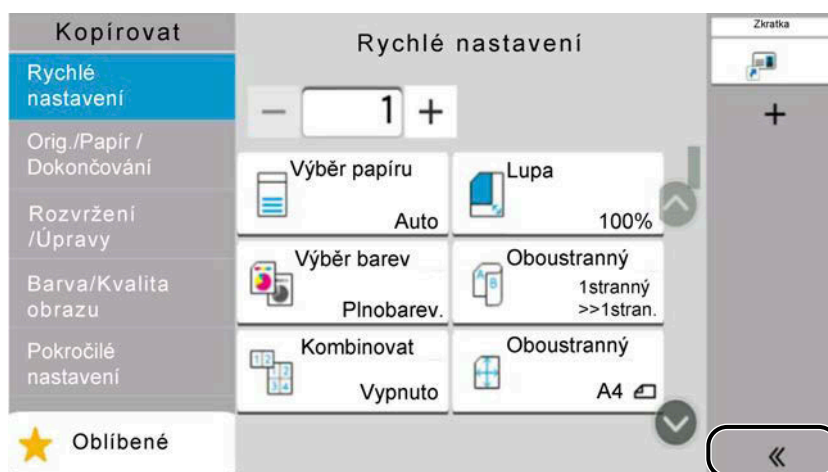 Kopírovat
Rychlé
nastavení
Orig./Papír /
Dokončování
Rozvržení
/Úpravy
Barva/Kvalita
obrazu
Pokročilé
nastavení
Oblíbené
Rychlé nastavení
− 1 +
Výběr papíru
Auto
Lupa
100%
Výběr barev
Plnobarev.
Oboustranný
1stranný
>>1stran.
Kombinovat
Vypnuto
Oboustranný
A4
Zkratka
+
«